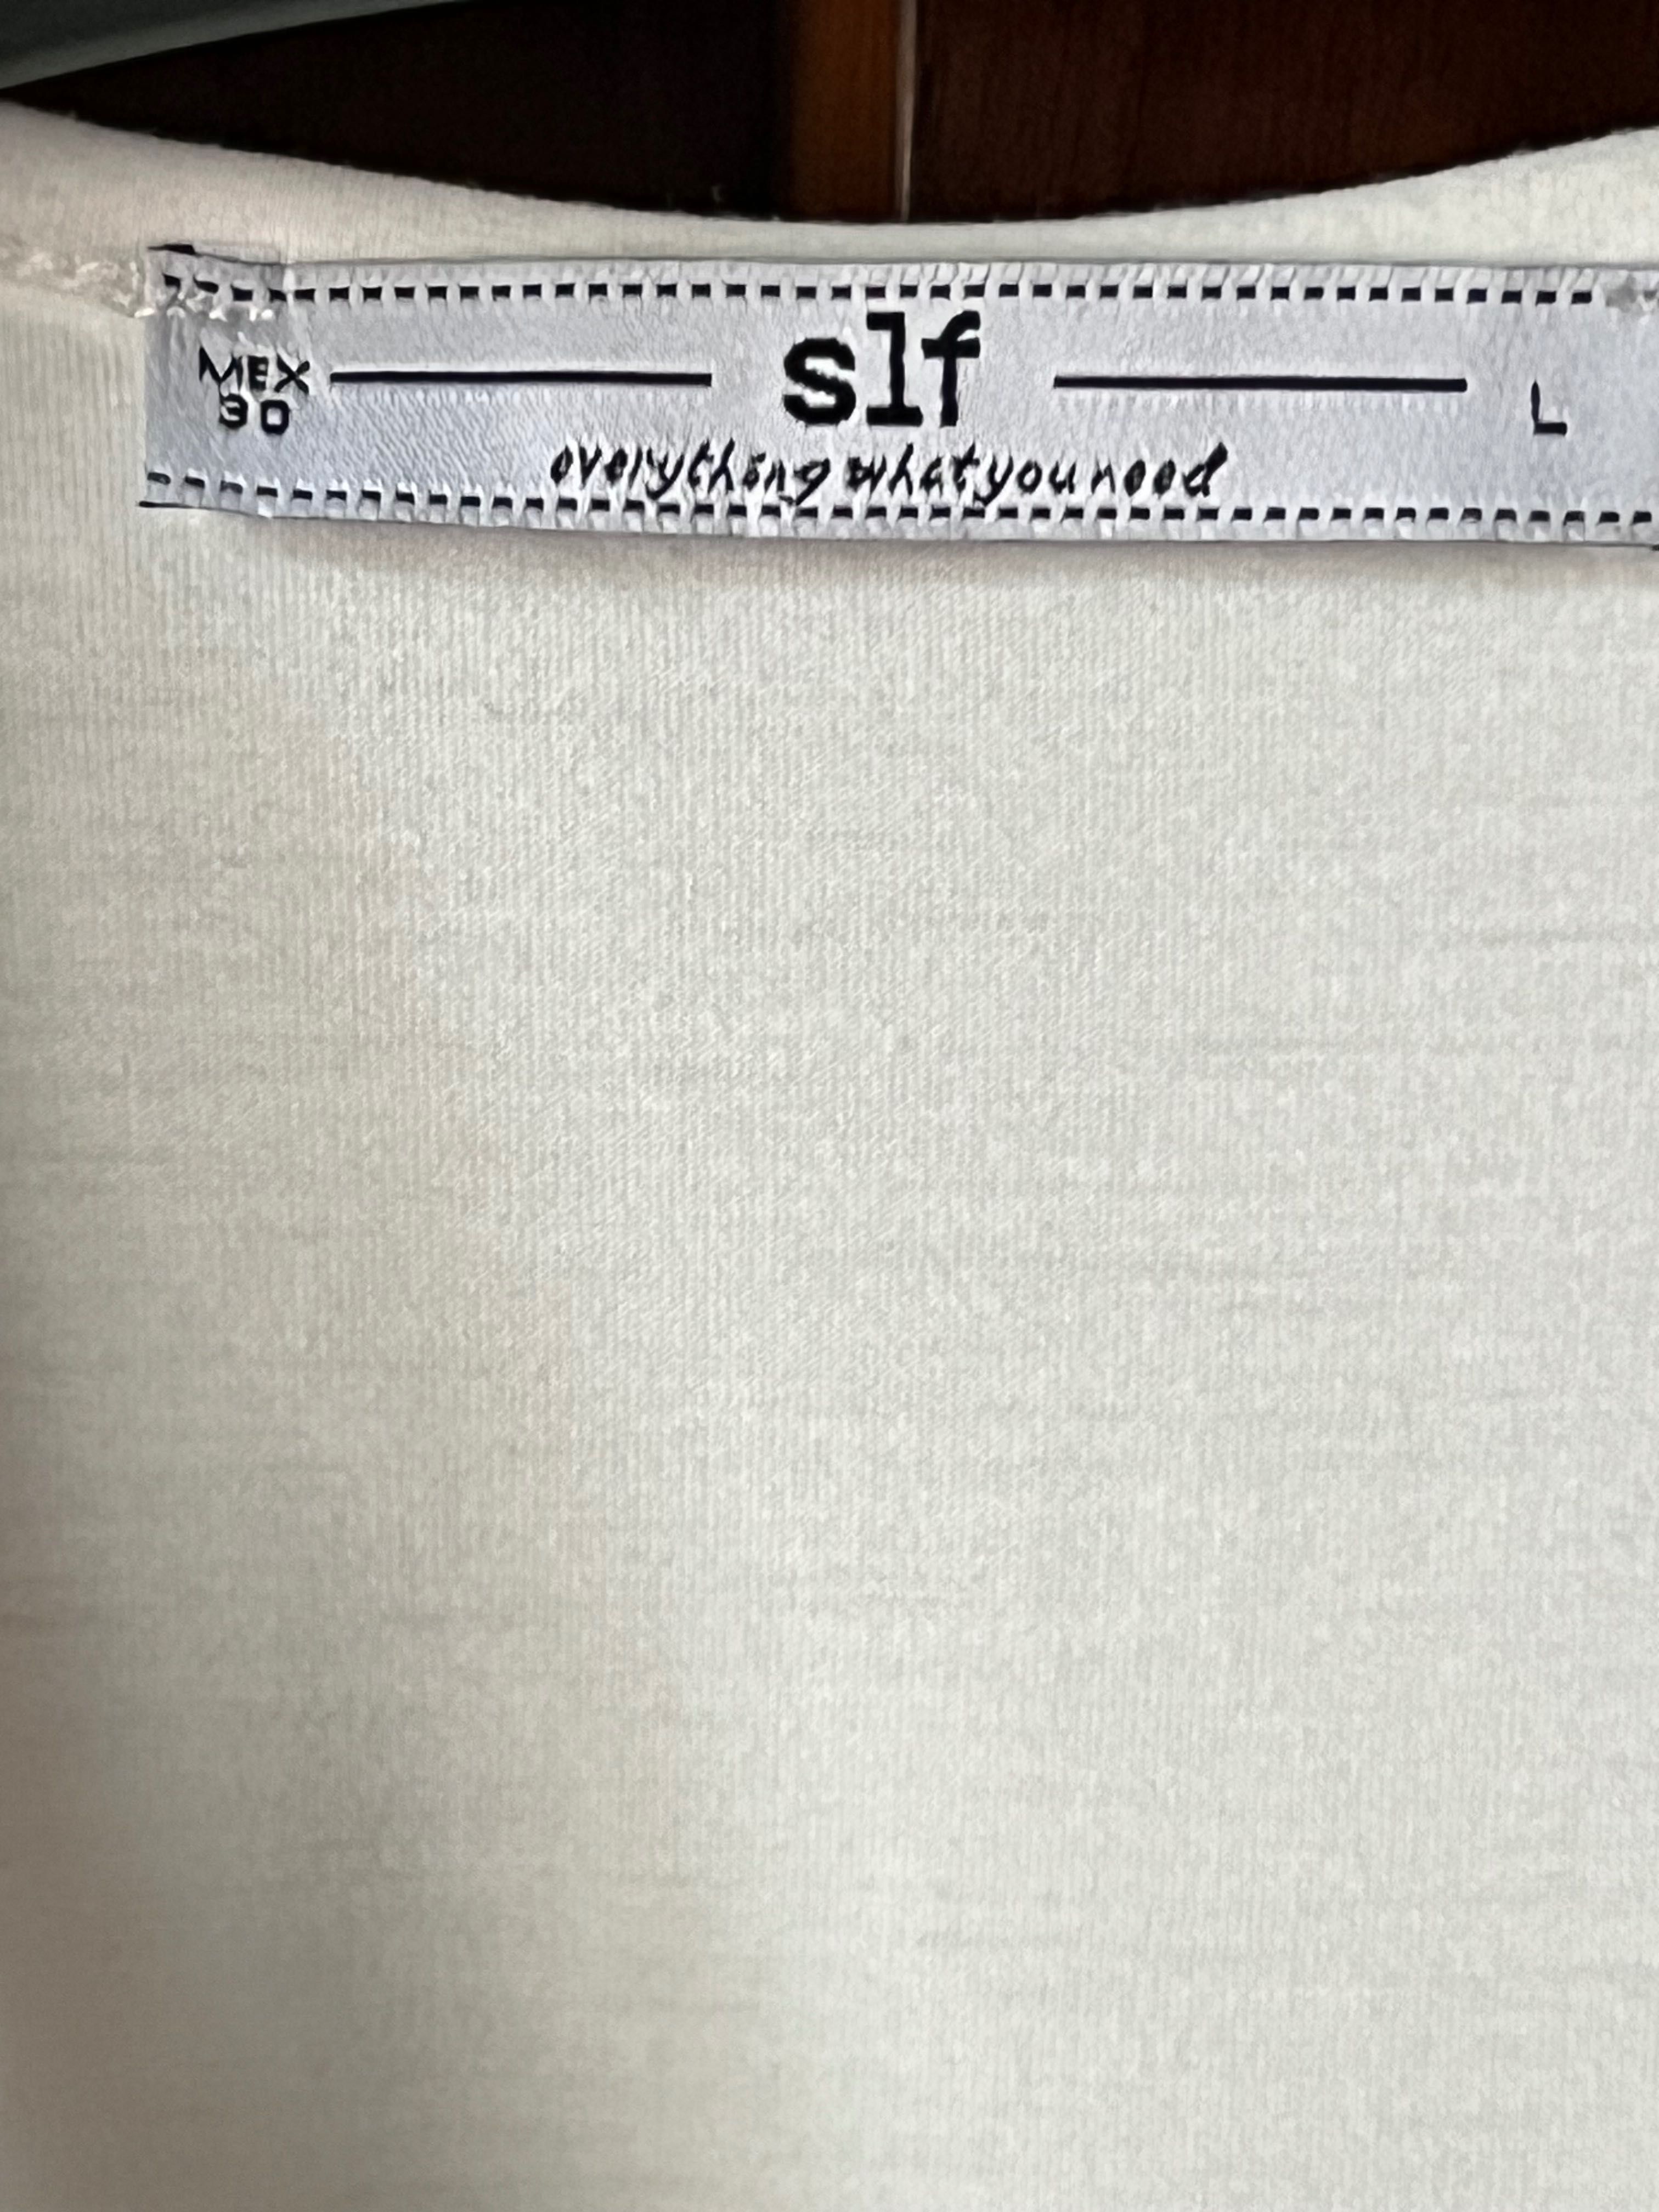 MEX slf L
30
everything what you need